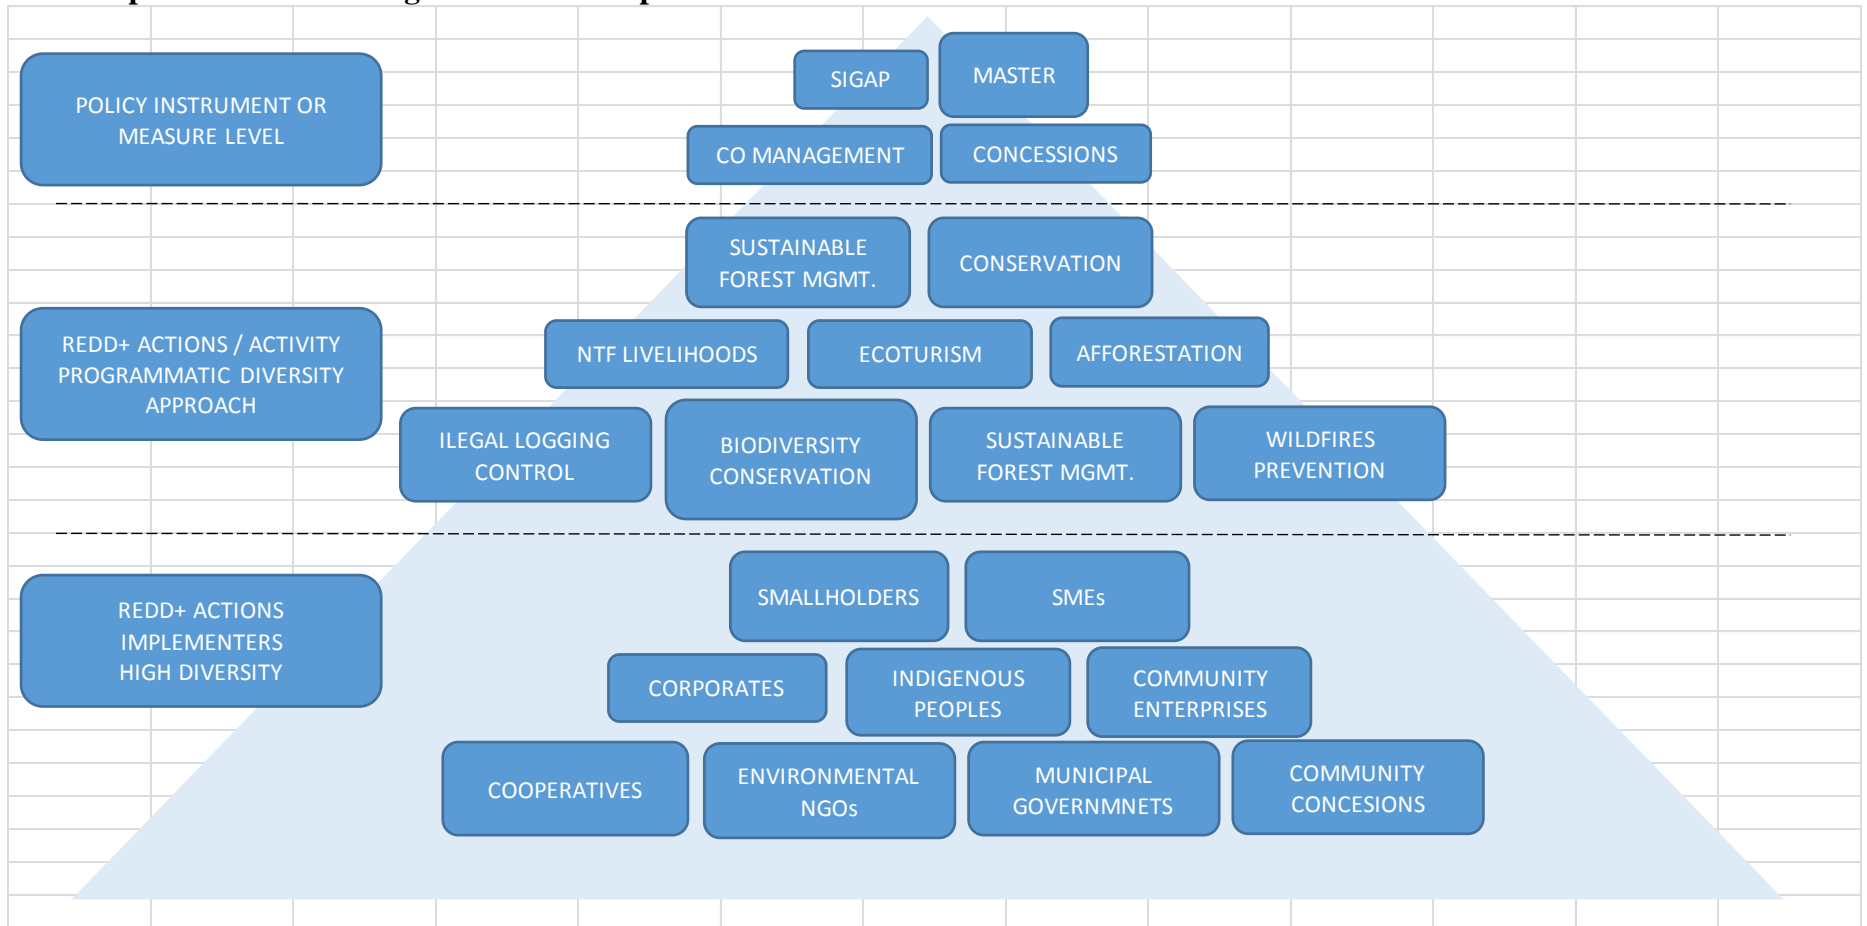 POLICY INSTRUMENT OR
MEASURE LEVEL
SIGAP
MASTER
CO MANAGEMENT
CONCESSIONS
SUSTAINABLE
FOREST MGMT.
CONSERVATION
REDD+ ACTIONS / ACTIVITY
PROGRAMMATIC DIVERSITY
APPROACH
NTF LIVELIHOODS
ECOTURISM
AFFORESTATION
ILEGAL LOGGING
CONTROL
BIODIVERSITY
CONSERVATION
SUSTAINABLE
FOREST MGMT.
WILDFIRES
PREVENTION
REDD+ ACTIONS
IMPLEMENTERS
HIGH DIVERSITY
SMALLHOLDERS
SMEs
CORPORATES
INDIGENOUS
PEOPLES
COMMUNITY
ENTERPRISES
COOPERATIVES
ENVIRONMENTAL
NGOs
MUNICIPAL
GOVERNMNETS
COMMUNITY
CONCESIONS